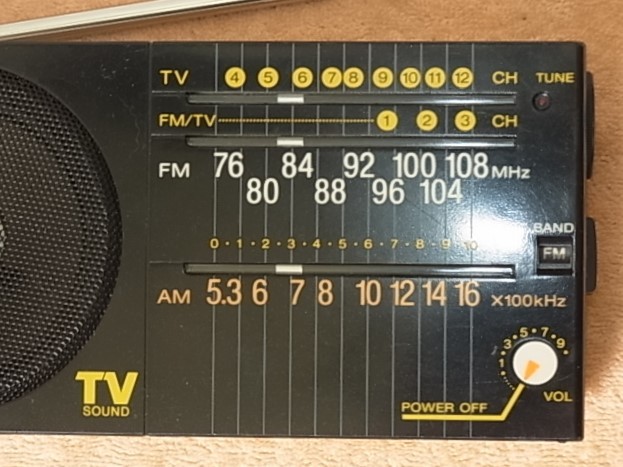 TV 4 5 6 7 8 9 10 11 12 CH TUNE
FM/TV 1 2 3 CH
FM 76 84 92 100 108 MHz
80 88 96 104
BAND
0 · 1 · 2 · 3 · 4 · 5 · 6 · 7 · 8 · 9 · 10
FM
AM 5.3 6 7 8 10 12 14 16 X100kHz
1 3 5 7 9
TV
SOUND
VOL
POWER OFF